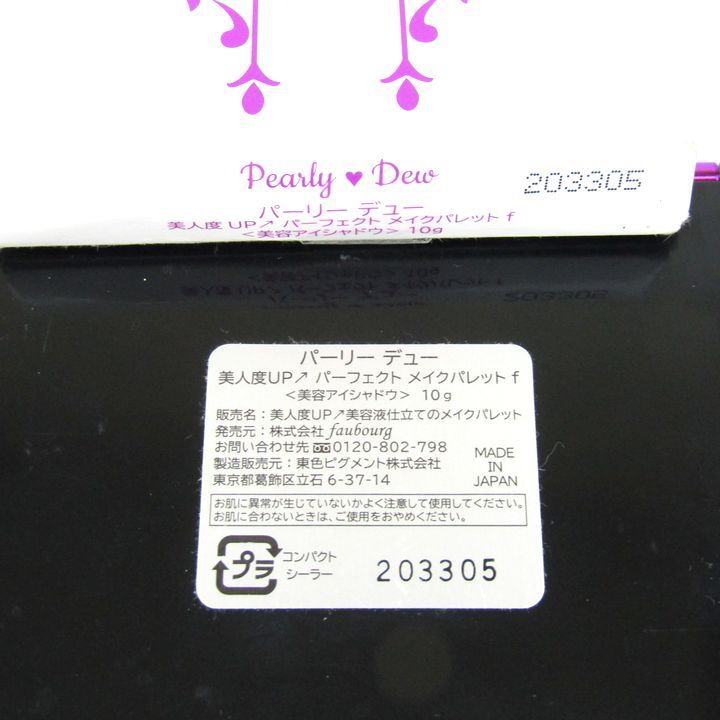 Pearly ♥ Dew
203305
パーリー デュー
美人度 UP↗ パーフェクト メイクパレット f
＜美容アイシャドウ＞ 10g
パーリー デュー
美人度UP↗ パーフェクト メイクパレット f
＜美容アイシャドウ＞ 10g
販売名：美人度UP↗美容液仕立てのメイクパレット
発売元：株式会社 faubourg
お問い合わせ先 0120-802-798
製造販売元：東色ピグメント株式会社
東京都葛飾区立石 6-37-14
MADE
IN
JAPAN
お肌に異常が生じていないかよく注意して使用してください。
お肌に合わないときは、ご使用をおやめください。
プラ
コンパクト
シーラー
203305